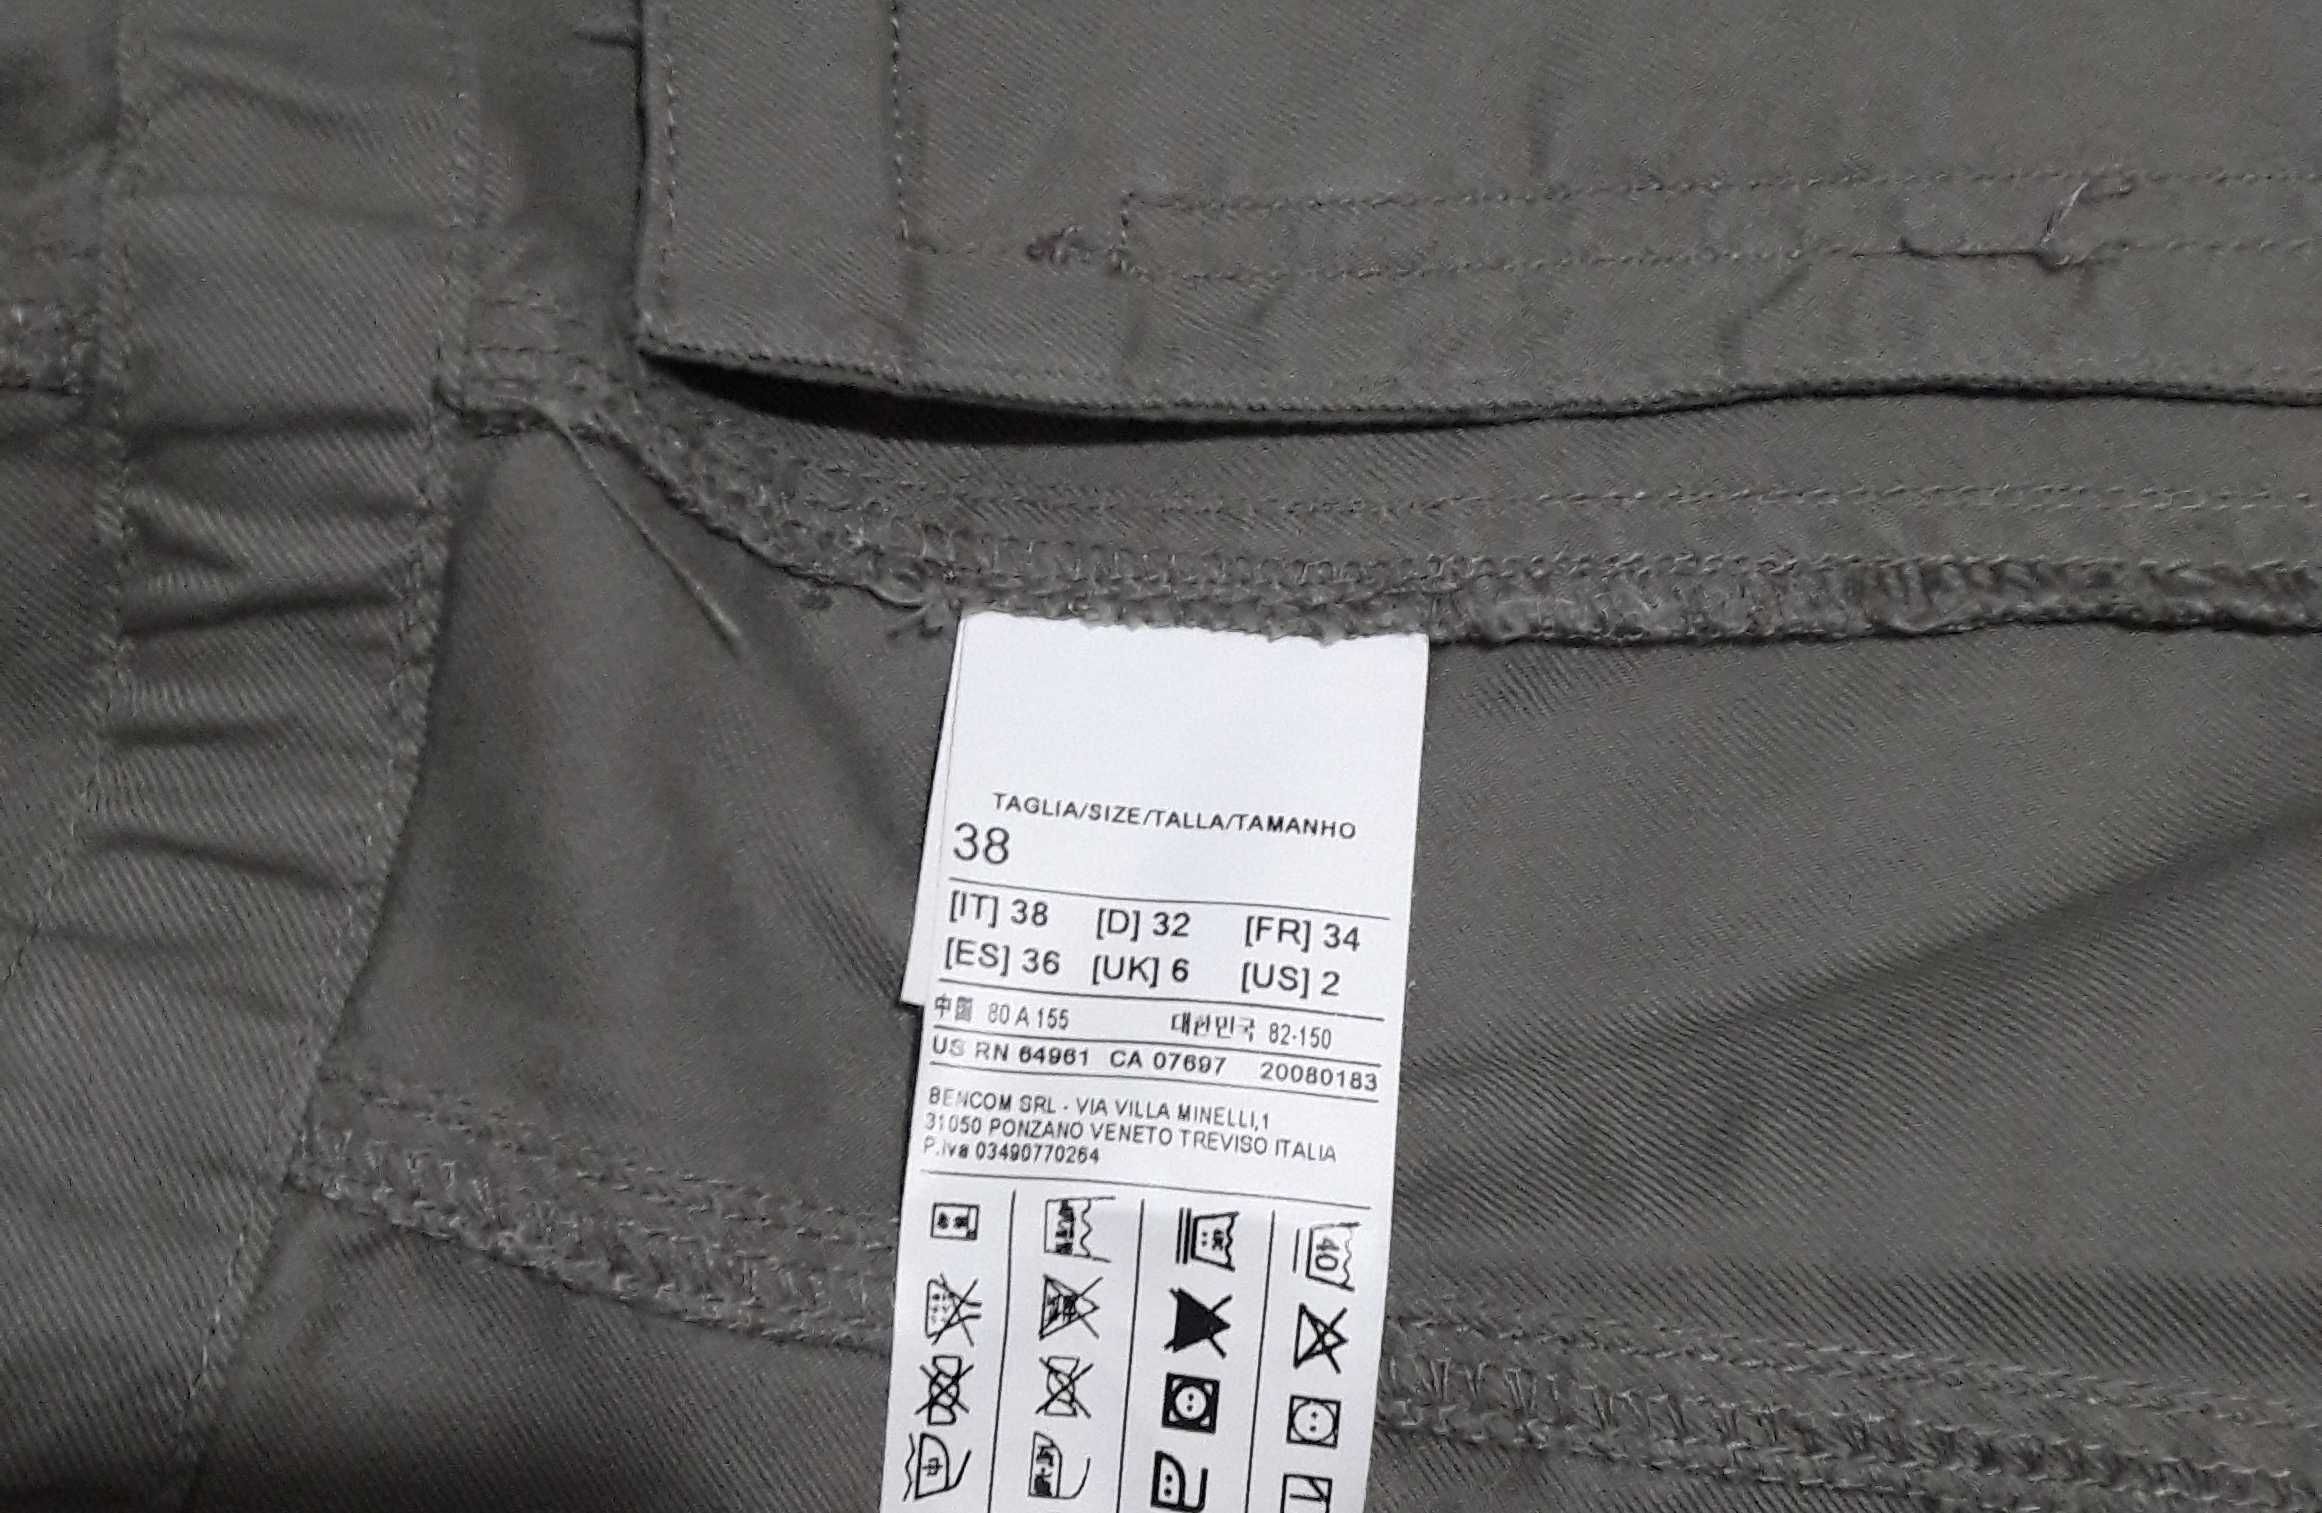 TAGLIA/SIZE/TALLA/TAMANHO
38
[IT] 38 [D] 32 [FR] 34
[ES] 36 [UK] 6 [US] 2
中國 80 A 155 대한민국 82-150
US RN 64961 CA 07697 20080183
BENCOM SRL - VIA VILLA MINELLI,1
31050 PONZANO VENETO TREVISO ITALIA
P.iva 03490770264
40
中